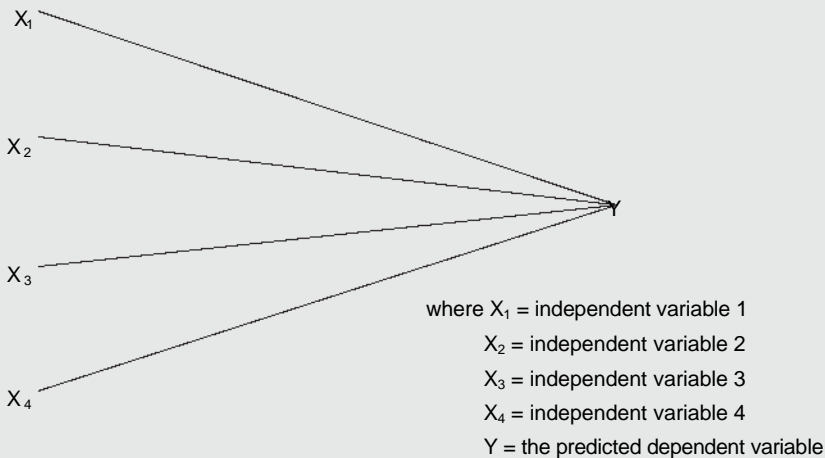 X₁
X₂
Y
X₃
where X₁ = independent variable 1
X₂ = independent variable 2
X₃ = independent variable 3
X₄
X₄ = independent variable 4
Y = the predicted dependent variable